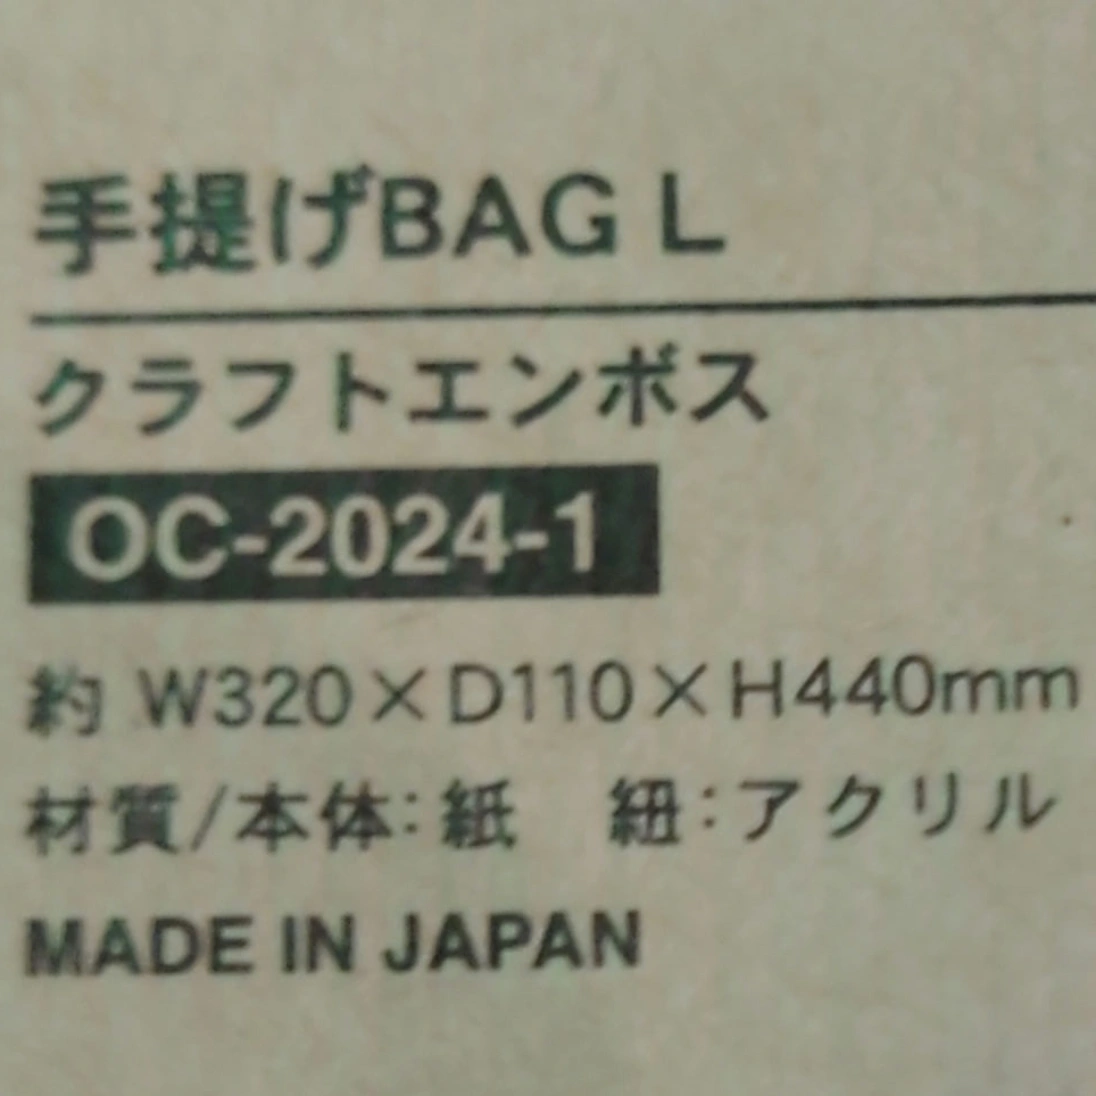 手提げBAG L
クラフトエンボス
OC-2024-1
約 W320×D110×H440mm
材質/本体:紙　紐:アクリル
MADE IN JAPAN